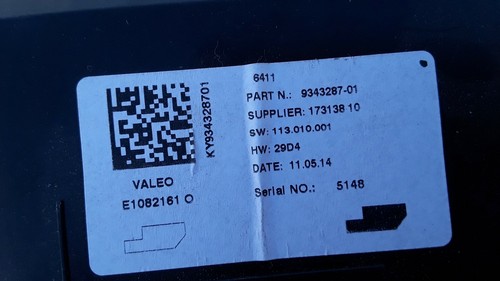 KY934328701
VALEO
E1082161 O
6411
PART N.: 9343287-01
SUPPLIER: 173138 10
SW: 113.010.001
HW: 29D4
DATE: 11.05.14
Serial NO.: 5148